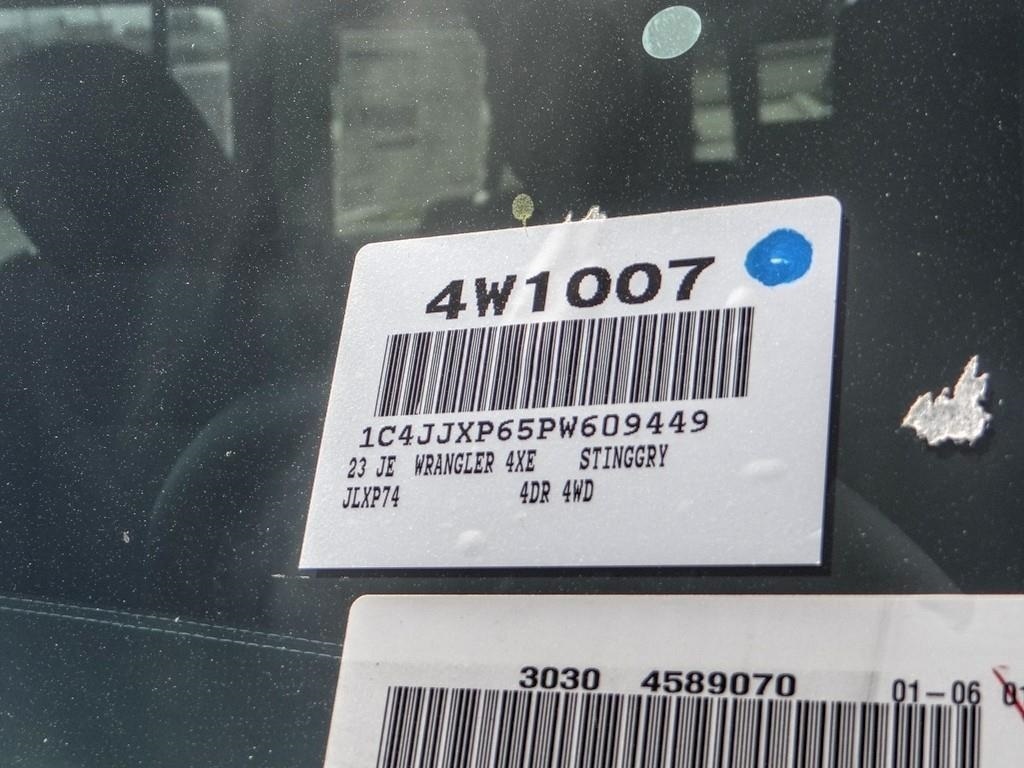 4W1007
1C4JJXP65PW609449
23 JE WRANGLER 4XE STINGGRY
JLXP74 4DR 4WD
3030 4589070 01-06